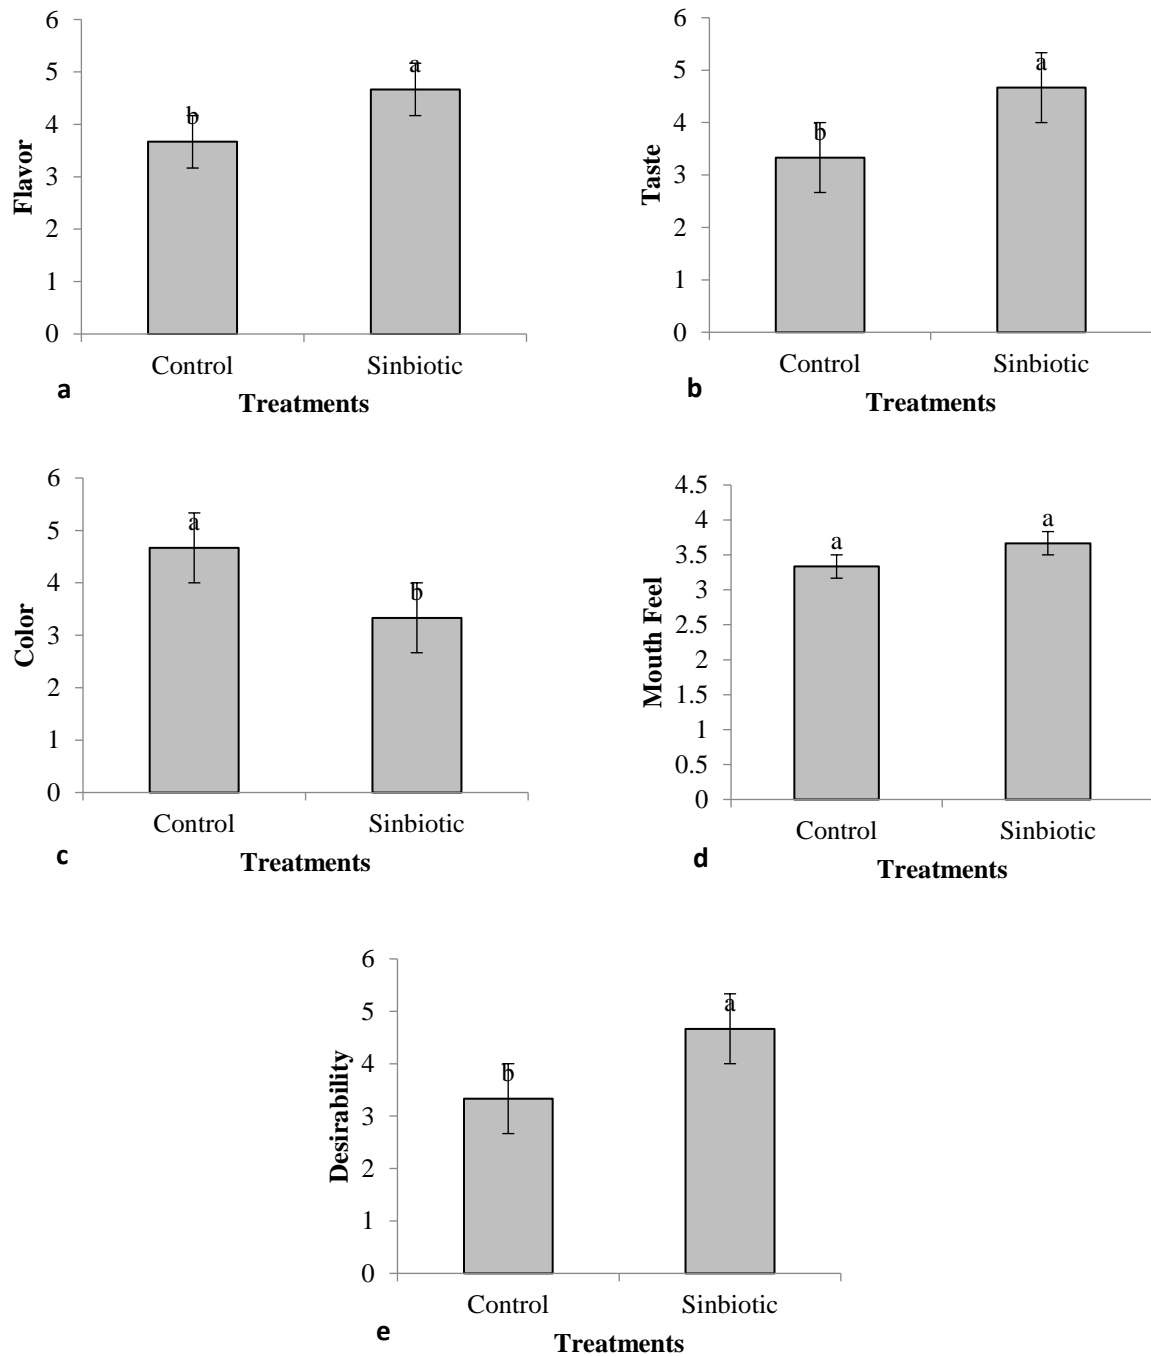 6
5
4
3
2
1
0
Flavor
b
a
Control Sinbiotic
a
Treatments
6
5
4
3
2
1
0
Taste
b
a
Control Sinbiotic
b
Treatments
6
5
4
3
2
1
0
Color
a
b
Control Sinbiotic
c
Treatments
4.5
4
3.5
3
2.5
2
1.5
1
0.5
0
Mouth Feel
a
a
Control Sinbiotic
d
Treatments
6
5
4
3
2
1
0
Desirability
b
a
Control Sinbiotic
e
Treatments